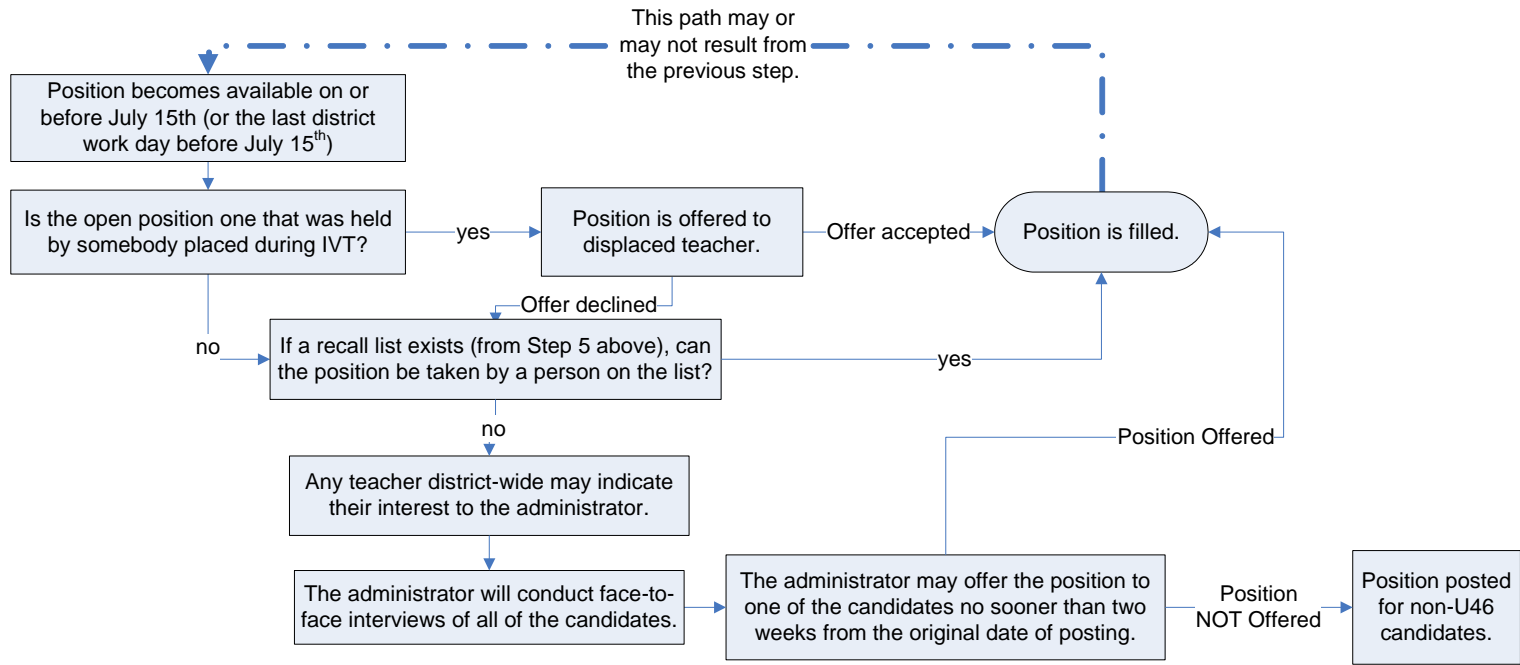 This path may or
may not result from
the previous step.
Position becomes available on or
before July 15th (or the last district
work day before July 15th)
Is the open position one that was held
by somebody placed during IVT?
yes
Position is offered to
displaced teacher.
Offer accepted
Position is filled.
Offer declined
no
If a recall list exists (from Step 5 above), can
the position be taken by a person on the list?
yes
no
Position Offered
Any teacher district-wide may indicate
their interest to the administrator.
The administrator will conduct face-to-
face interviews of all of the candidates.
The administrator may offer the position to
one of the candidates no sooner than two
weeks from the original date of posting.
Position
NOT Offered
Position posted
for non-U46
candidates.